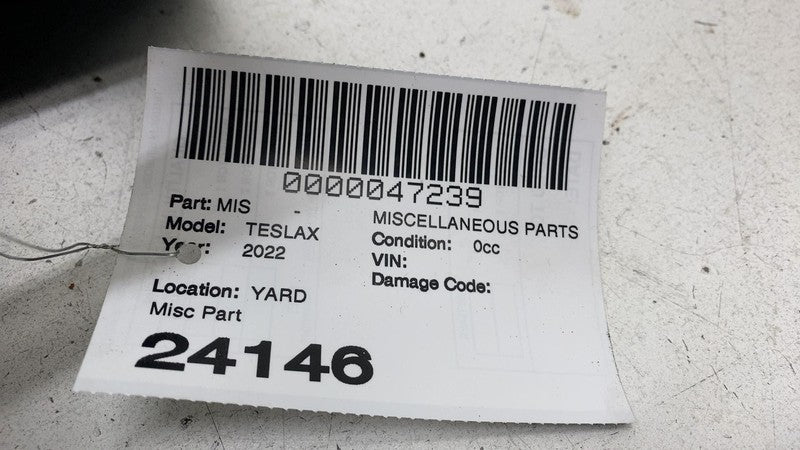 0000047239
Part: MIS - MISCELLANEOUS PARTS
Model: TESLAX Condition: 0cc
Year: 2022 VIN:
Damage Code:
Location: YARD
Misc Part
24146